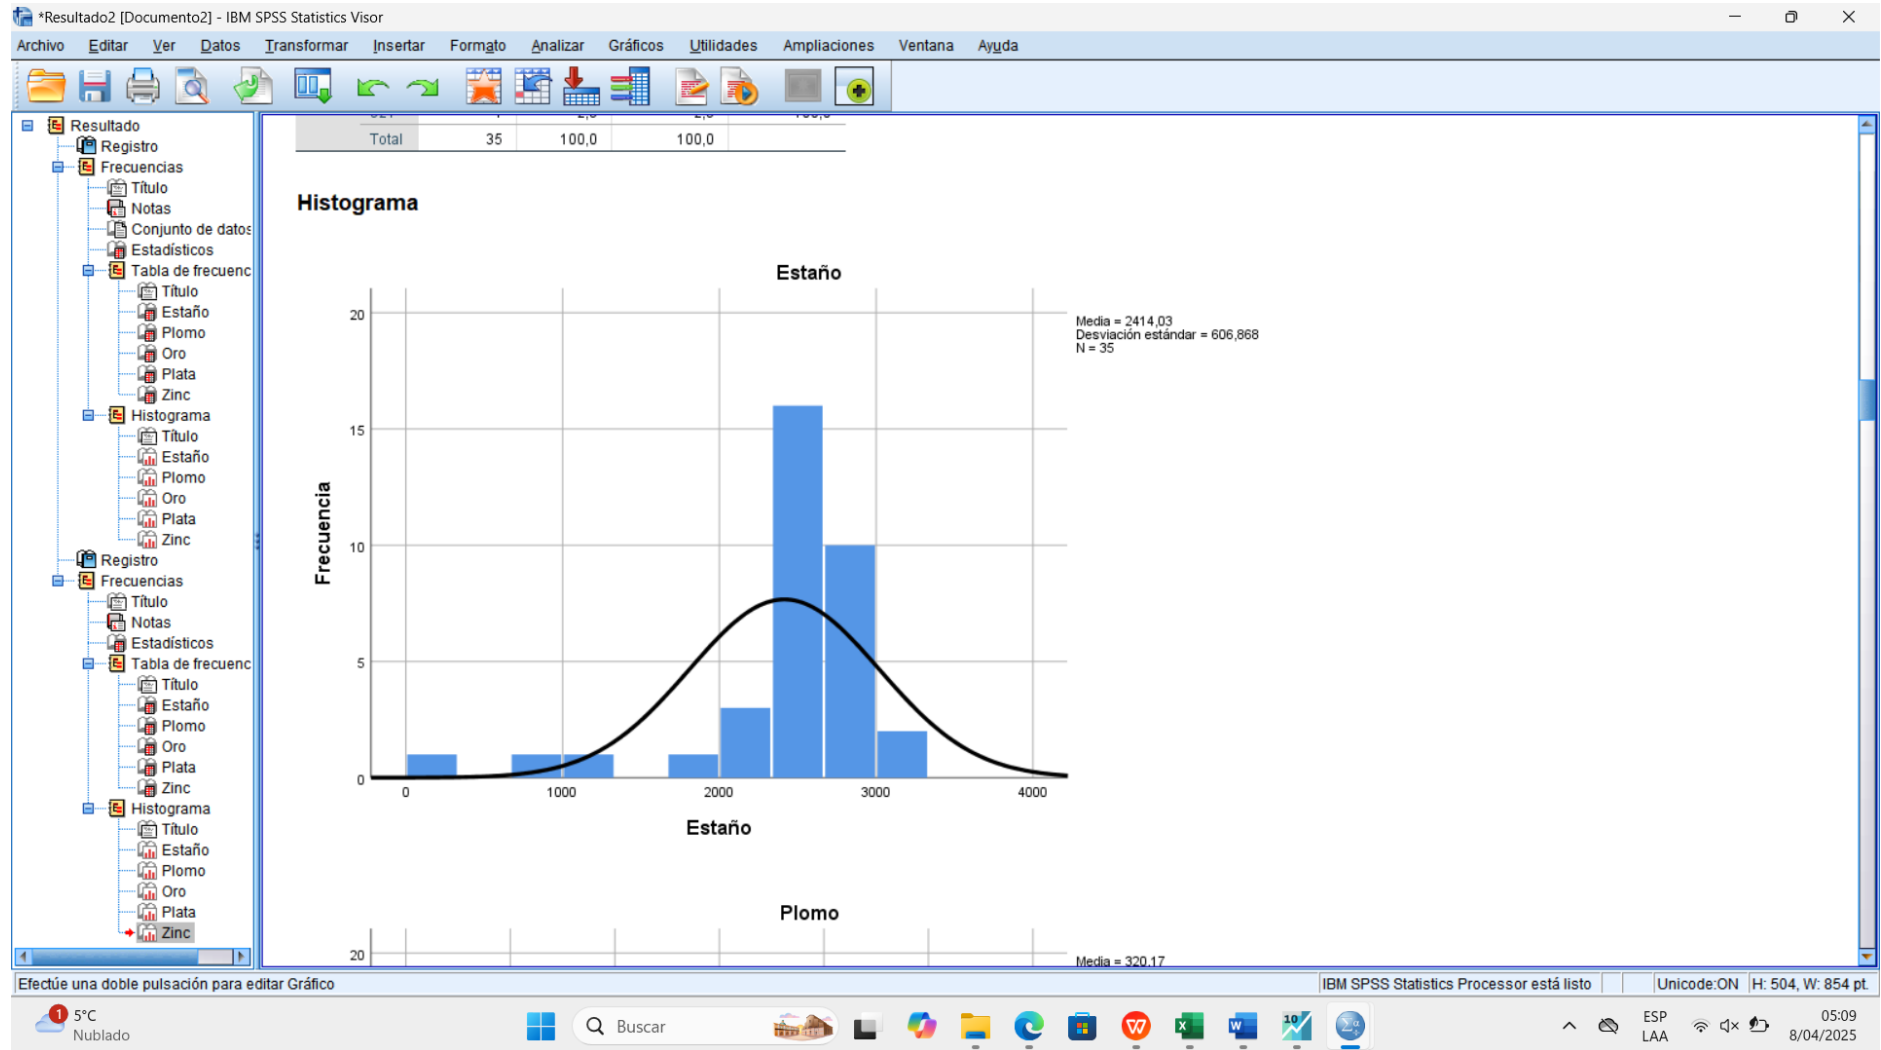 *Resultado2 [Documento2] - IBM SPSS Statistics Visor
Archivo Editar Ver Datos Transformar Insertar Formato Analizar Gráficos Utilidades Ampliaciones Ventana Ayuda
Resultado
Registro
Frecuencias
Título
Notas
Conjunto de datos
Estadísticos
Tabla de frecuenc
Título
Estaño
Plomo
Oro
Plata
Zinc
Histograma
Título
Estaño
Plomo
Oro
Plata
Zinc
Registro
Frecuencias
Título
Notas
Estadísticos
Tabla de frecuenc
Título
Estaño
Plomo
Oro
Plata
Zinc
Histograma
Título
Estaño
Plomo
Oro
Plata
Zinc
Total 35 100,0 100,0
Histograma
Estaño
Media = 2414,03
Desviación estándar = 606,868
N = 35
Frecuencia
20
15
10
5
0
0 1000 2000 3000 4000
Estaño
Plomo
20
Media = 320,17
Efectúe una doble pulsación para editar Gráfico
IBM SPSS Statistics Processor está listo
Unicode:ON H: 504, W: 854 pt.
1
5°C
Nublado
Buscar
10
ESP
LAA
05:09
8/04/2025